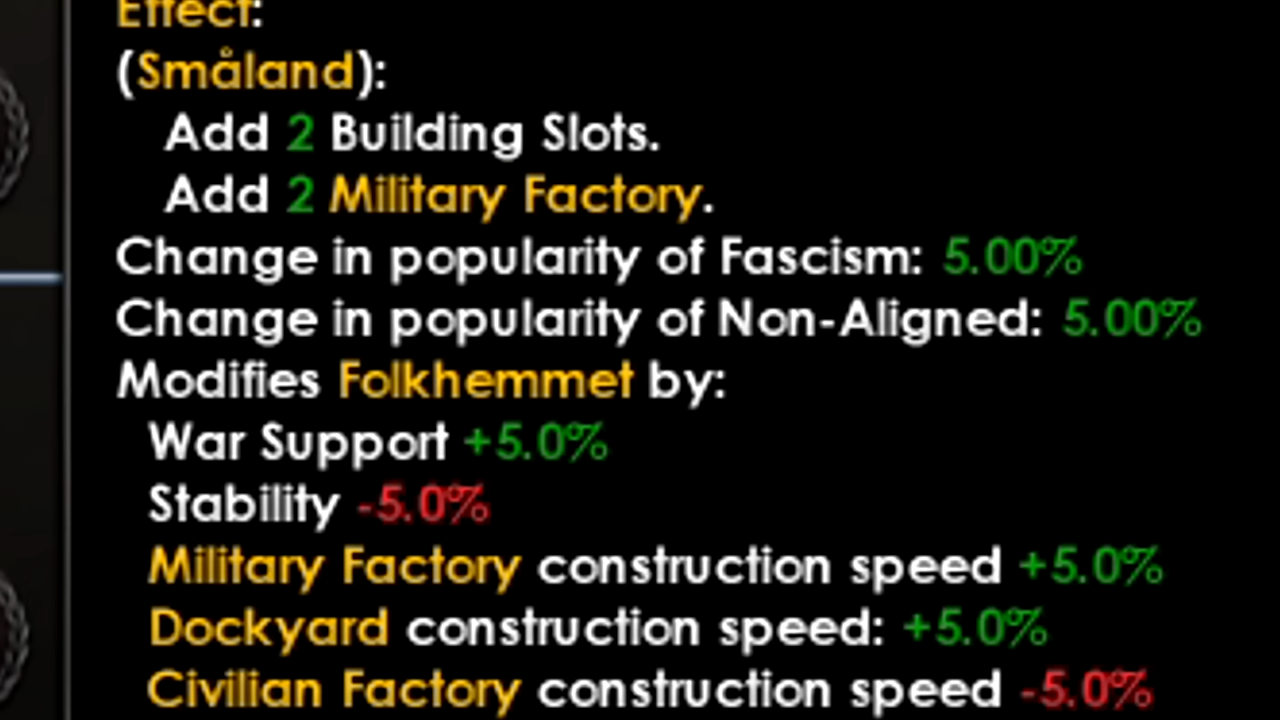 Effect:
(Småland):
Add 2 Building Slots.
Add 2 Military Factory.
Change in popularity of Fascism: 5.00%
Change in popularity of Non-Aligned: 5.00%
Modifies Folkhemmet by:
War Support +5.0%
Stability -5.0%
Military Factory construction speed +5.0%
Dockyard construction speed: +5.0%
Civilian Factory construction speed -5.0%